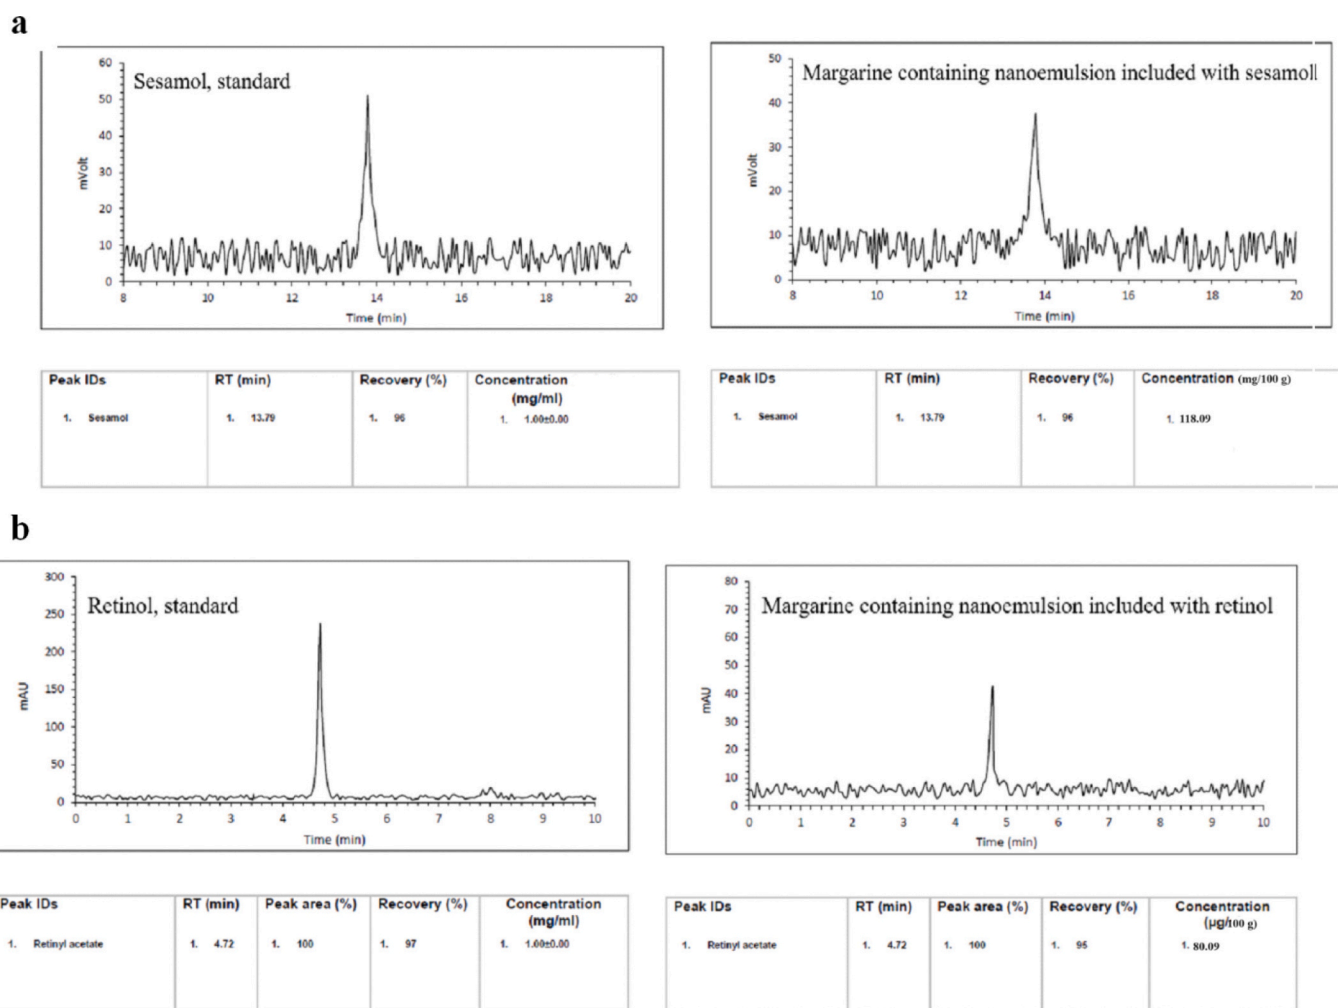 a
Sesamol, standard
60
50
40
30
20
10
0
mVolt
8 10 12 14 16 18 20
Time (min)
Margarine containing nanoemulsion included with sesamoll
50
40
30
20
10
0
mVolt
8 10 12 14 16 18 20
Time (min)
Peak IDs RT (min) Recovery (%) Concentration
(mg/ml)
1. Sesamol 1. 13.79 1. 96 1. 1.00±0.00
Peak IDs RT (min) Recovery (%) Concentration (mg/100 g)
1. Sesamol 1. 13.79 1. 96 1. 118.09
b
Retinol, standard
300
250
200
150
100
50
0
mAU
0 1 2 3 4 5 6 7 8 9 10
Time (min)
Margarine containing nanoemulsion included with retinol
80
70
60
50
40
30
20
10
0
mAU
0 1 2 3 4 5 6 7 8 9 10
Time (min)
Peak IDs RT (min) Peak area (%) Recovery (%) Concentration
(mg/ml)
1. Retinyl acetate 1. 4.72 1. 100 1. 97 1. 1.00±0.00
Peak IDs RT (min) Peak area (%) Recovery (%) Concentration
(µg/100 g)
1. Retinyl acetate 1. 4.72 1. 100 1. 95 1. 80.09